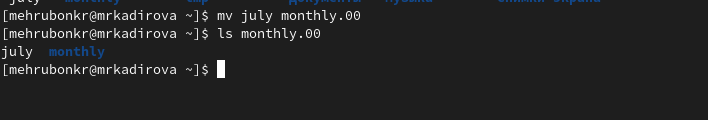 [mehrubonkr@mrkadirova ~]$ mv july monthly.00
[mehrubonkr@mrkadirova ~]$ ls monthly.00
july monthly
[mehrubonkr@mrkadirova ~]$